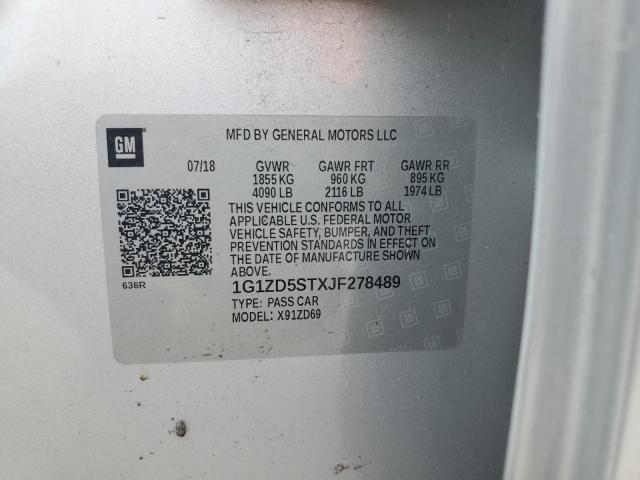 GM
MFD BY GENERAL MOTORS LLC
07/18 GVWR GAWR FRT GAWR RR
1855 KG 960 KG 895 KG
4090 LB 2116 LB 1974 LB
THIS VEHICLE CONFORMS TO ALL
APPLICABLE U.S. FEDERAL MOTOR
VEHICLE SAFETY, BUMPER, AND THEFT
PREVENTION STANDARDS IN EFFECT ON
THE DATE OF MANUFACTURE SHOWN
ABOVE.
636R
1G1ZD5STXJF278489
TYPE: PASS CAR
MODEL: X91ZD69